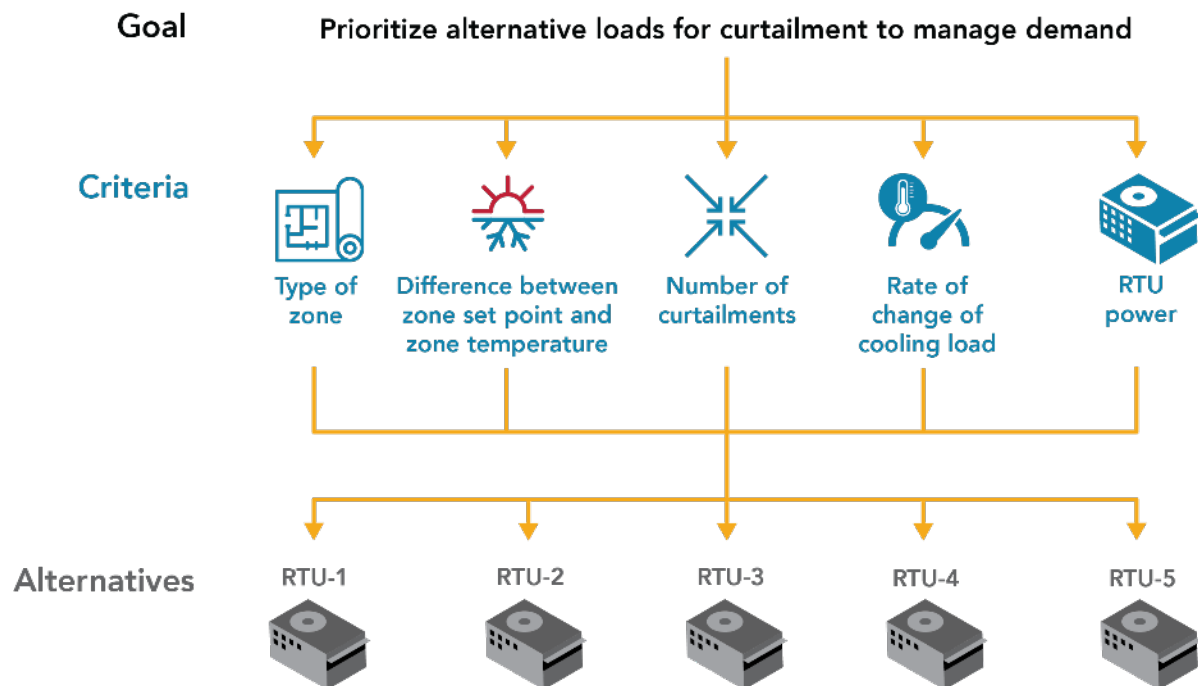 Goal
Prioritize alternative loads for curtailment to manage demand
Criteria
Type of
zone
Difference between
zone set point and
zone temperature
Number of
curtailments
Rate of
change of
cooling load
RTU
power
Alternatives
RTU-1
RTU-2
RTU-3
RTU-4
RTU-5